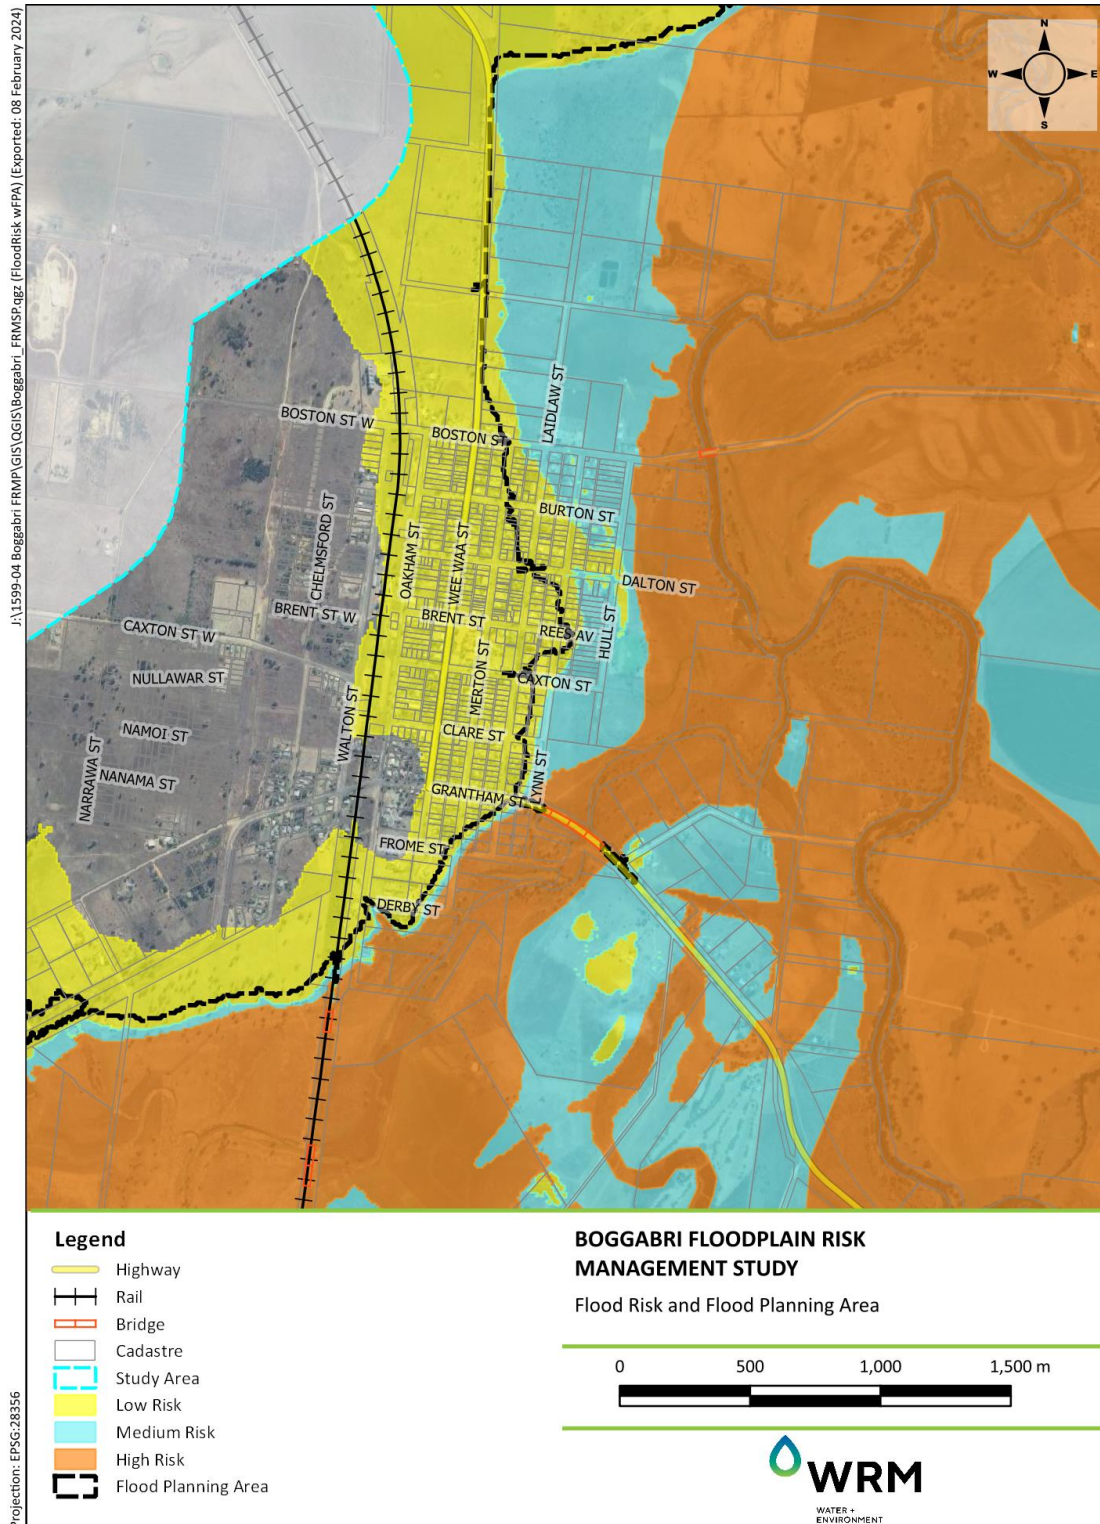 J:\1599-04 Boggabri FRMP\GIS\QGIS\Boggabri_FRMSP.qgz (FloodRisk wFPA) (Exported: 08 February 2024)
N
W
E
S
LAIDLAW ST
BOSTON ST W
BOSTON ST
CHELMSFORD ST
BURTON ST
OAKHAM ST
WEE WAA ST
DALTON ST
BRENT ST W
BRENT ST
CAXTON ST W
REES AV
HULL ST
NULLAWAR ST
MERTON ST
CAXTON ST
WALTON ST
NAMOI ST
CLARE ST
NARRAWA ST
NANAMA ST
LYNN ST
GRANTHAM ST
FROME ST
DERBY ST
Projection: EPSG:28356
Legend
Highway
Rail
Bridge
Cadastre
Study Area
Low Risk
Medium Risk
High Risk
Flood Planning Area
BOGGABRI FLOODPLAIN RISK
MANAGEMENT STUDY
Flood Risk and Flood Planning Area
0 500 1,000 1,500 m
WRM
WATER +
ENVIRONMENT